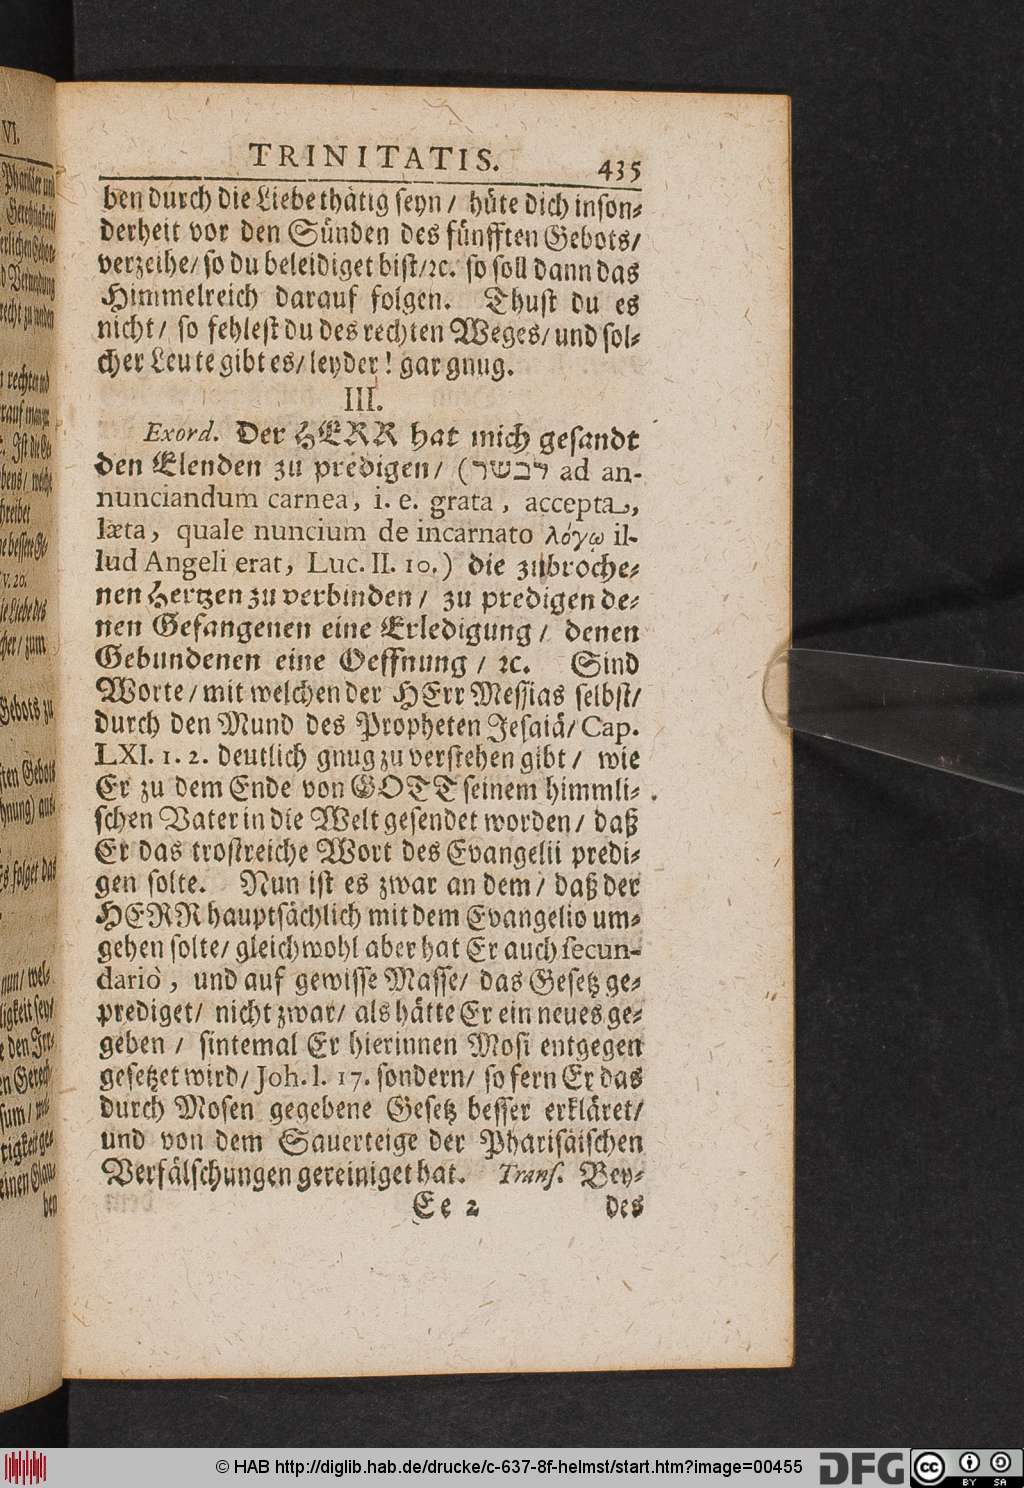 TRINITATIS. 435
ben durch die Liebe thätig seyn / hüte dich inson⸗
derheit vor den Sünden des fünfften Gebots/
verzeihe/ so du beleidiget bist/ꝛc. so soll dann das
Himmelreich darauf folgen. Thust du es
nicht/ so fehlest du des rechten Weges/ und sol⸗
cher Leute gibt es/ leyder! gar gnug.
III.
Exord. Der HERR hat mich gesandt
den Elenden zu predigen/ (לבשר ad an-
nunciandum carnea, i. e. grata, accepta,
læta, quale nuncium de incarnato λόγῳ il-
lud Angeli erat, Luc. II. 10.) die zubroche⸗
nen Hertzen zu verbinden/ zu predigen de⸗
nen Gefangenen eine Erledigung/ denen
Gebundenen eine Oeffnung/ ꝛc. Sind
Worte/ mit welchen der HErr Messias selbst/
durch den Mund des Propheten Jesaiä/ Cap.
LXI. 1. 2. deutlich gnug zu verstehen gibt/ wie
Er zu dem Ende von GOTT seinem himmli⸗
schen Vater in die Welt gesendet worden/ daß
Er das trostreiche Wort des Evangelii predi⸗
gen solte. Nun ist es zwar an dem/ daß der
HERR hauptsächlich mit dem Evangelio um⸗
gehen solte/ gleichwohl aber hat Er auch secun-
dariò, und auf gewisse Masse/ das Gesetz ge⸗
prediget/ nicht zwar/ als hätte Er ein neues ge⸗
geben/ sintemal Er hierinnen Mosi entgegen
gesetzet wird/ Joh. I. 17. sondern/ so fern Er das
durch Mosen gegebene Gesetz besser erkläret/
und von dem Sauerteige der Pharisäischen
Verfälschungen gereiniget hat. Trans. Bey⸗
Ee 2 des
VI.
© HAB http://diglib.hab.de/drucke/c-637-8f-helmst/start.htm?image=00455 DFG cc BY SA